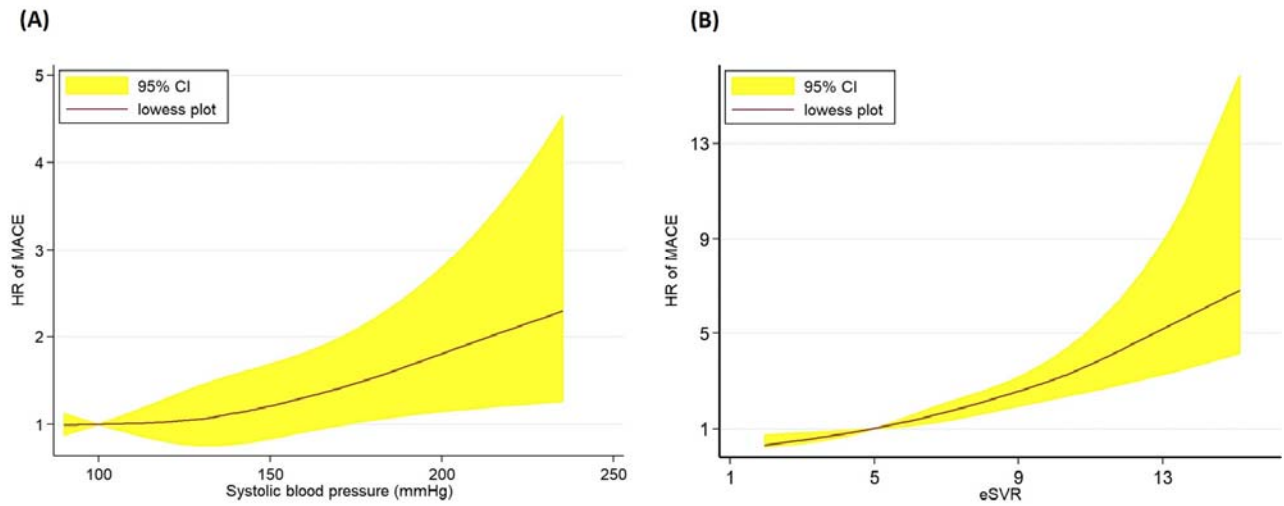 (A)
5
4
3
2
1
HR of MACE
95% CI
lowess plot
100
150
200
250
Systolic blood pressure (mmHg)
(B)
13
9
5
1
HR of MACE
95% CI
lowess plot
1
5
9
13
eSVR